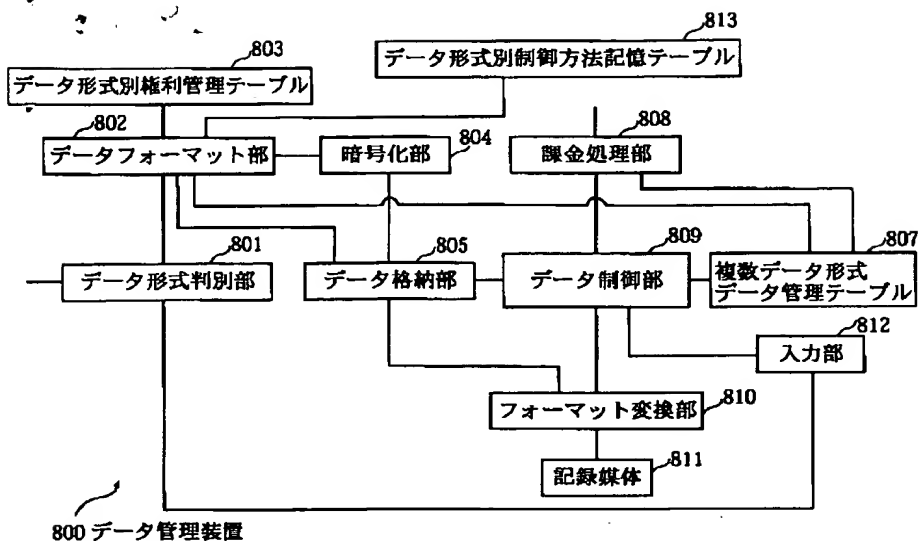 813
803
データ形式別制御方法記憶テーブル
データ形式別権利管理テーブル
802
808
データフォーマット部
暗号化部
804
課金処理部
801
805
809
807
データ形式判別部
データ格納部
データ制御部
複数データ形式
データ管理テーブル
812
入力部
フォーマット変換部
810
記録媒体
811
800 データ管理装置